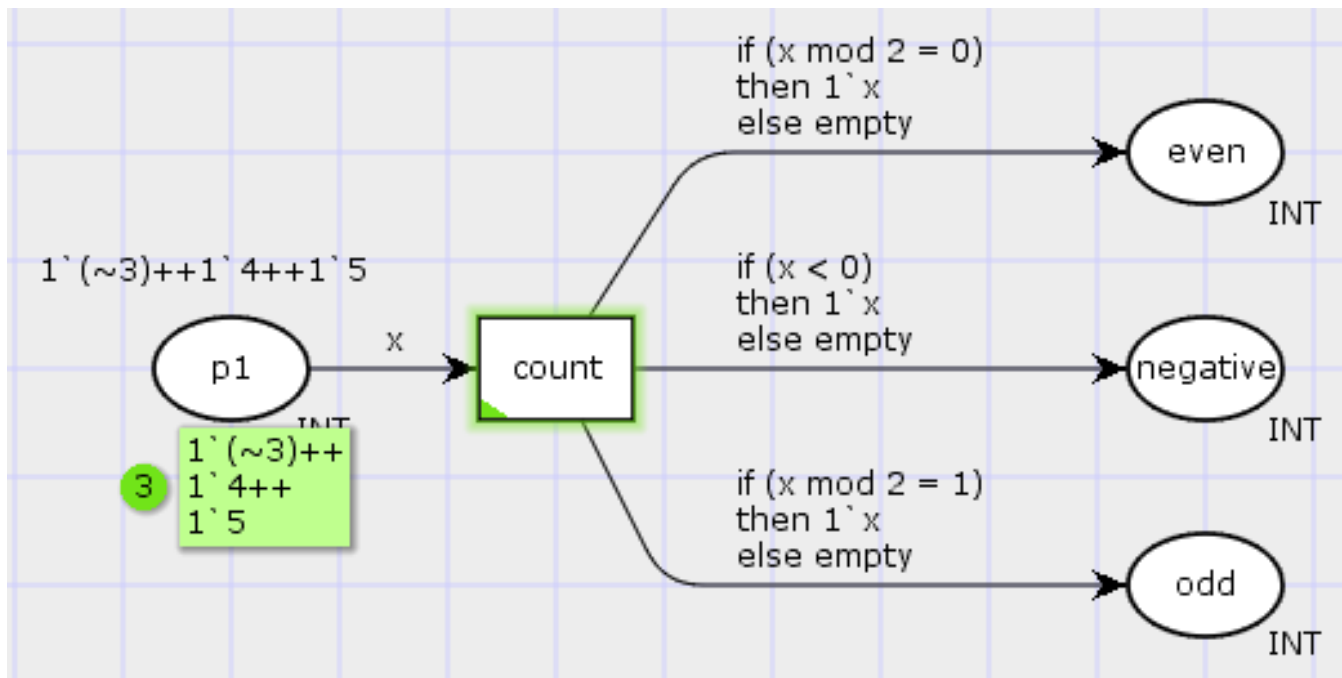 if (x mod 2 = 0)
then 1`x
else empty
even
INT
1`(~3)++1`4++1`5
p1
INT
x
count
if (x < 0)
then 1`x
else empty
negative
INT
3
1`(~3)++
1`4++
1`5
if (x mod 2 = 1)
then 1`x
else empty
odd
INT